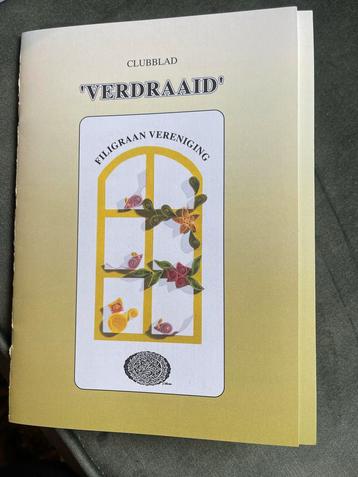 CLUBBLAD
'VERDRAAID'
FILIGRAAN VERENIGING